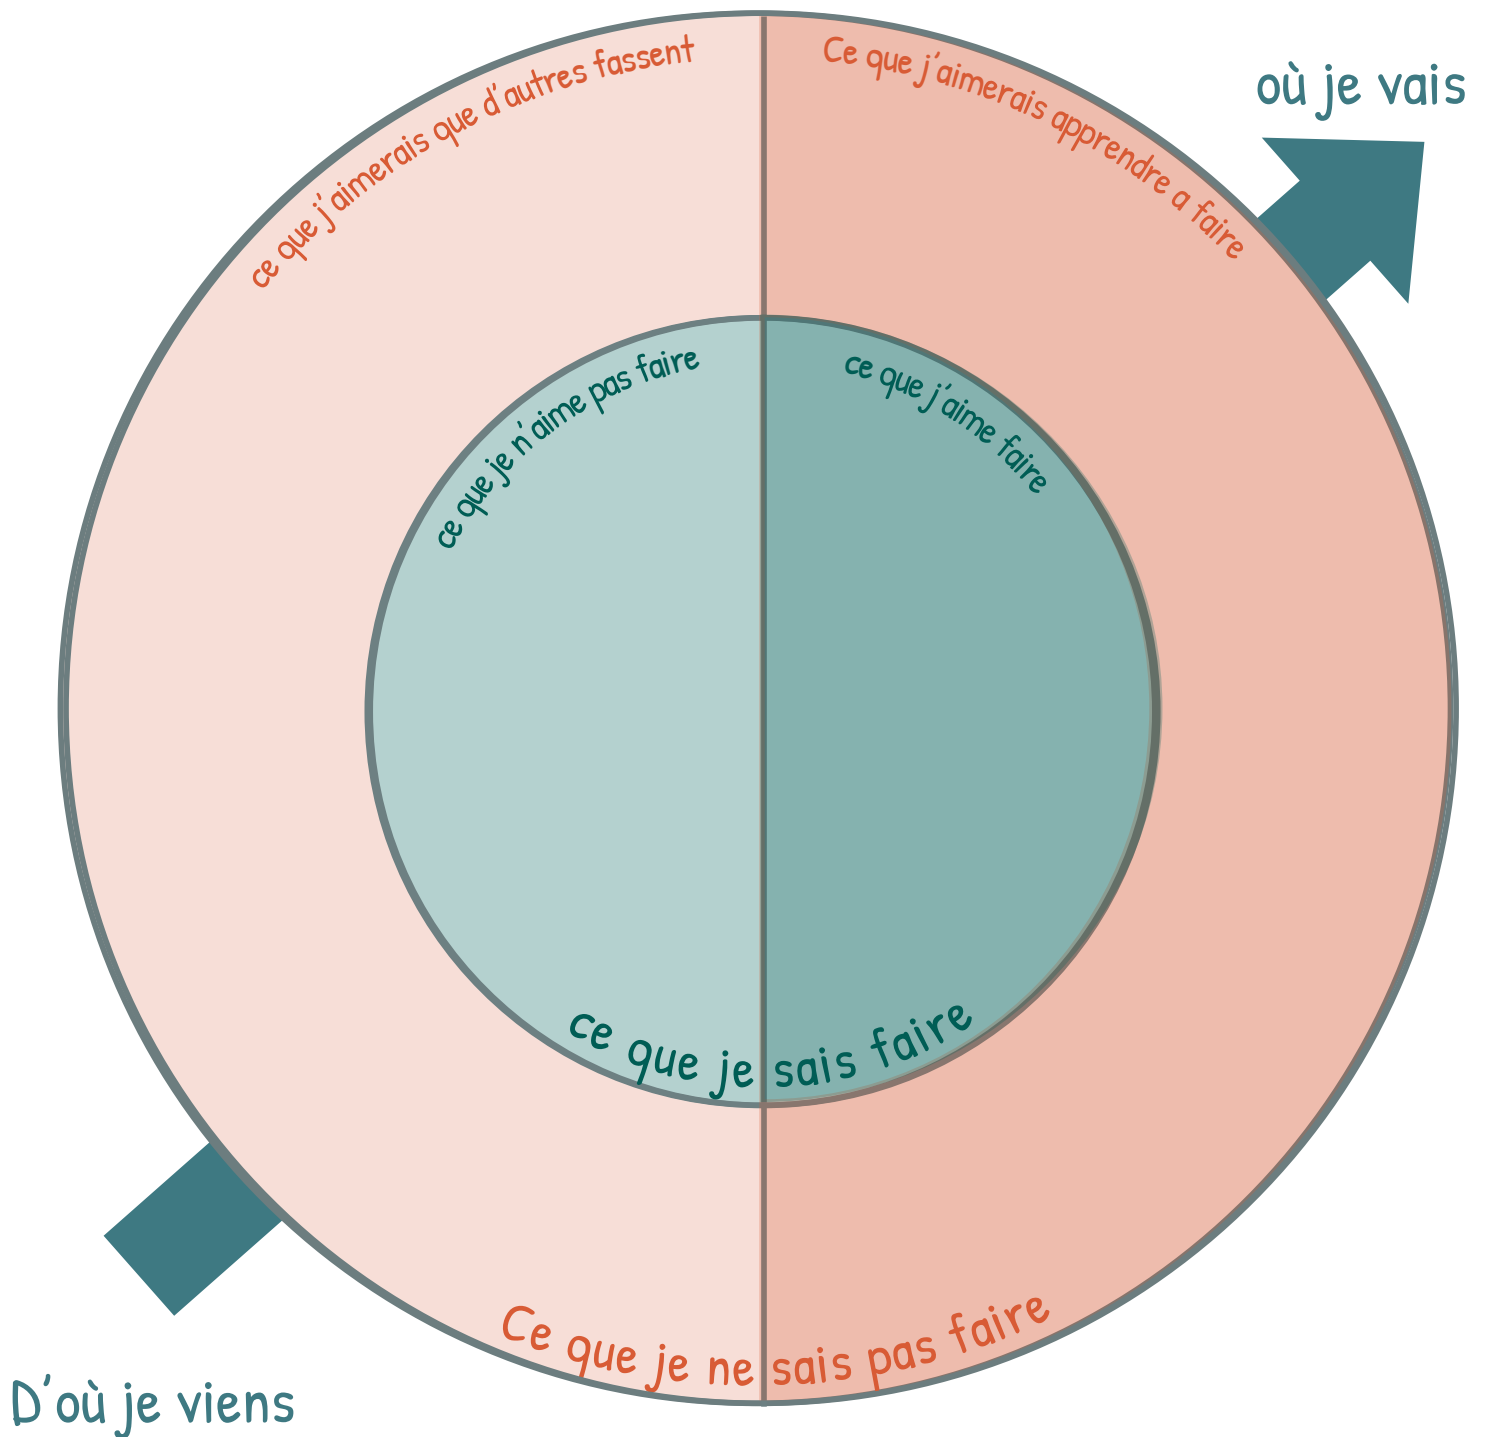 ce que j'aimerais que d'autres fassent
Ce que j'aimerais apprendre a faire
où je vais
ce que je n'aime pas faire
ce que j'aime faire
ce que je sais faire
Ce que je ne sais pas faire
D'où je viens